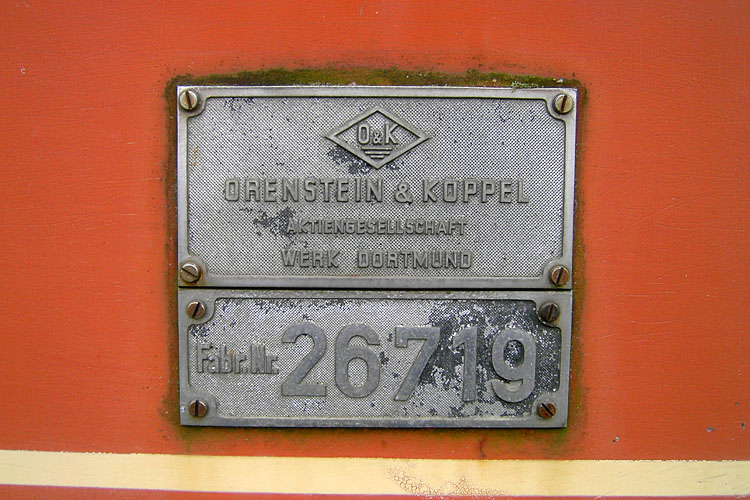 O&K
ORENSTEIN & KOPPEL
AKTIENGESELLSCHAFT
WERK DORTMUND
Fabr.Nr. 26719